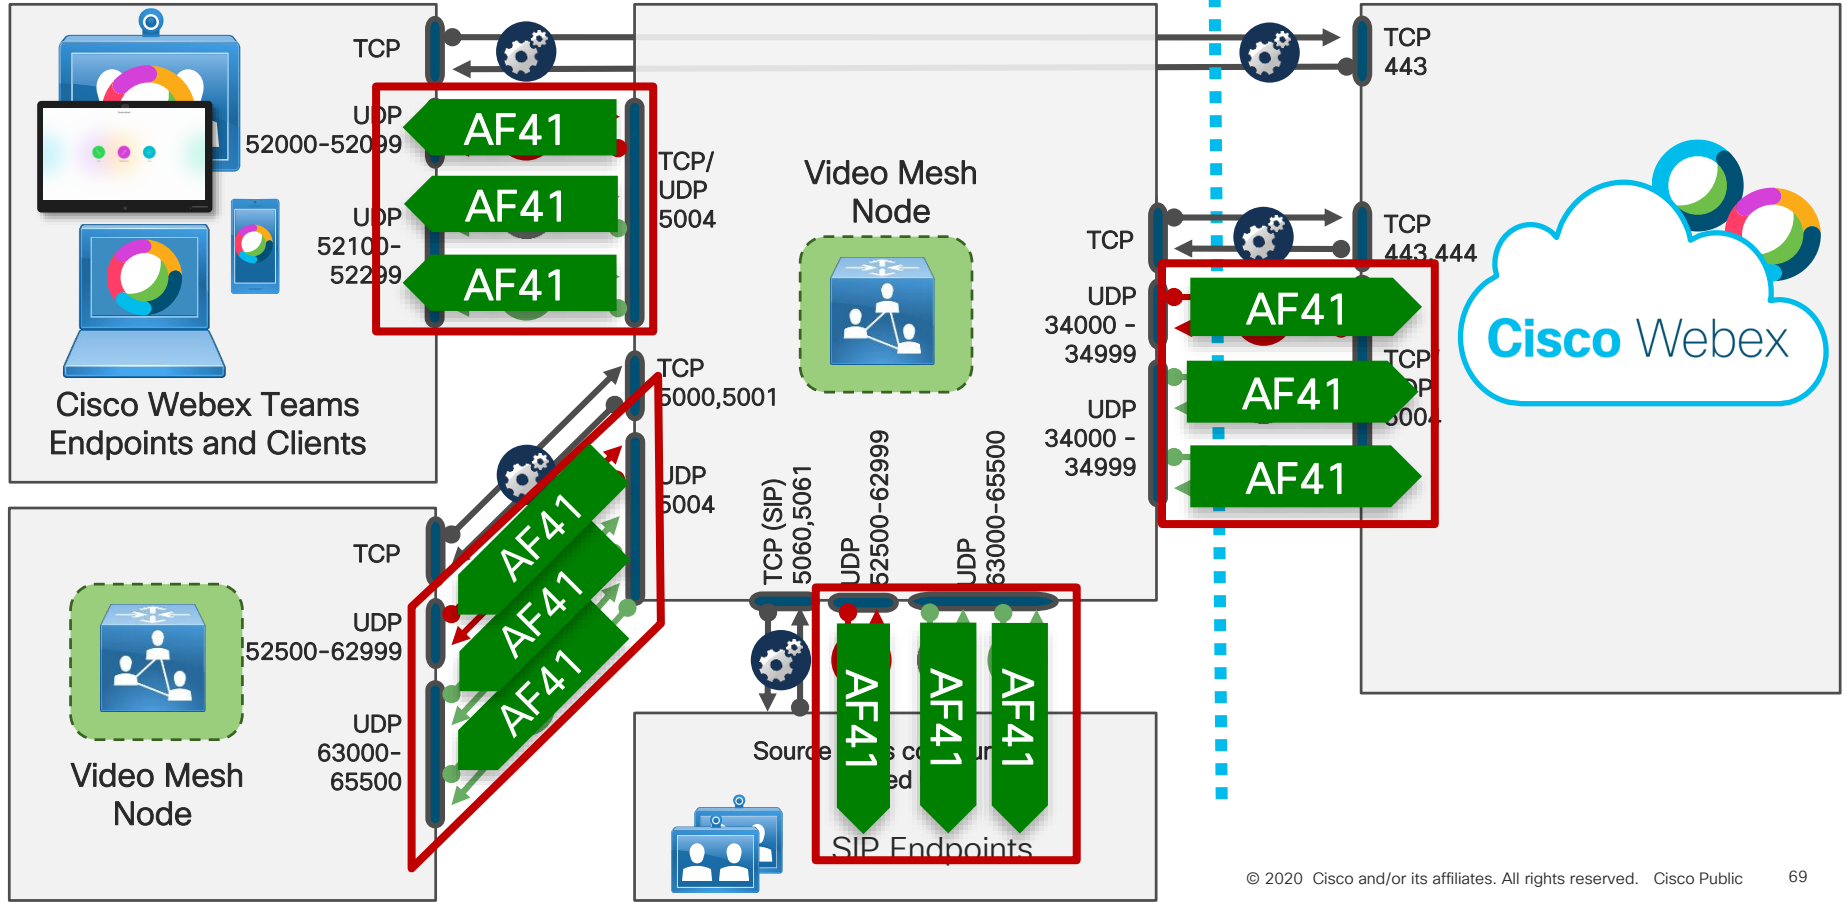 TCP
UDP
52000-52099
UDP
52100-
52299
AF41
AF41
AF41
TCP/
UDP
5004
Cisco Webex Teams
Endpoints and Clients
Video Mesh
Node
TCP
443
TCP
TCP
443,444
UDP
34000 -
34999
UDP
34000 -
34999
AF41
AF41
AF41
TCP/
UDP
5004
Cisco Webex
TCP
5000,5001
UDP
5004
TCP
UDP
52500-62999
UDP
63000-
65500
AF41
AF41
AF41
Video Mesh
Node
TCP (SIP)
5060,5061
UDP
52500-62999
UDP
63000-65500
AF41
AF41
AF41
Source
SIP Endpoints
© 2020 Cisco and/or its affiliates. All rights reserved. Cisco Public
69